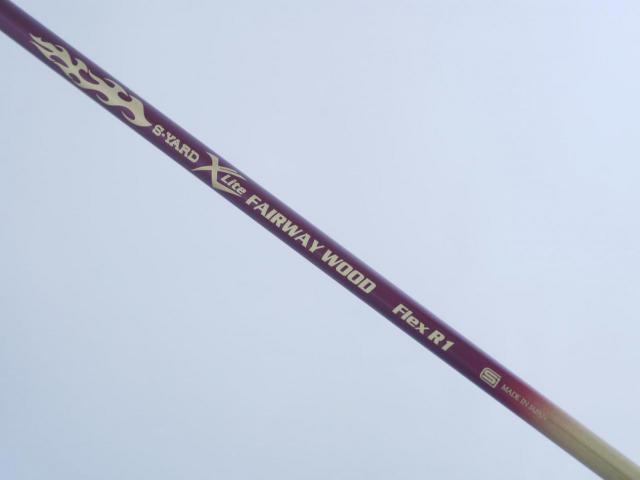 S-YARD X Lite FAIRWAY WOOD Flex R1 S MADE IN JAPAN